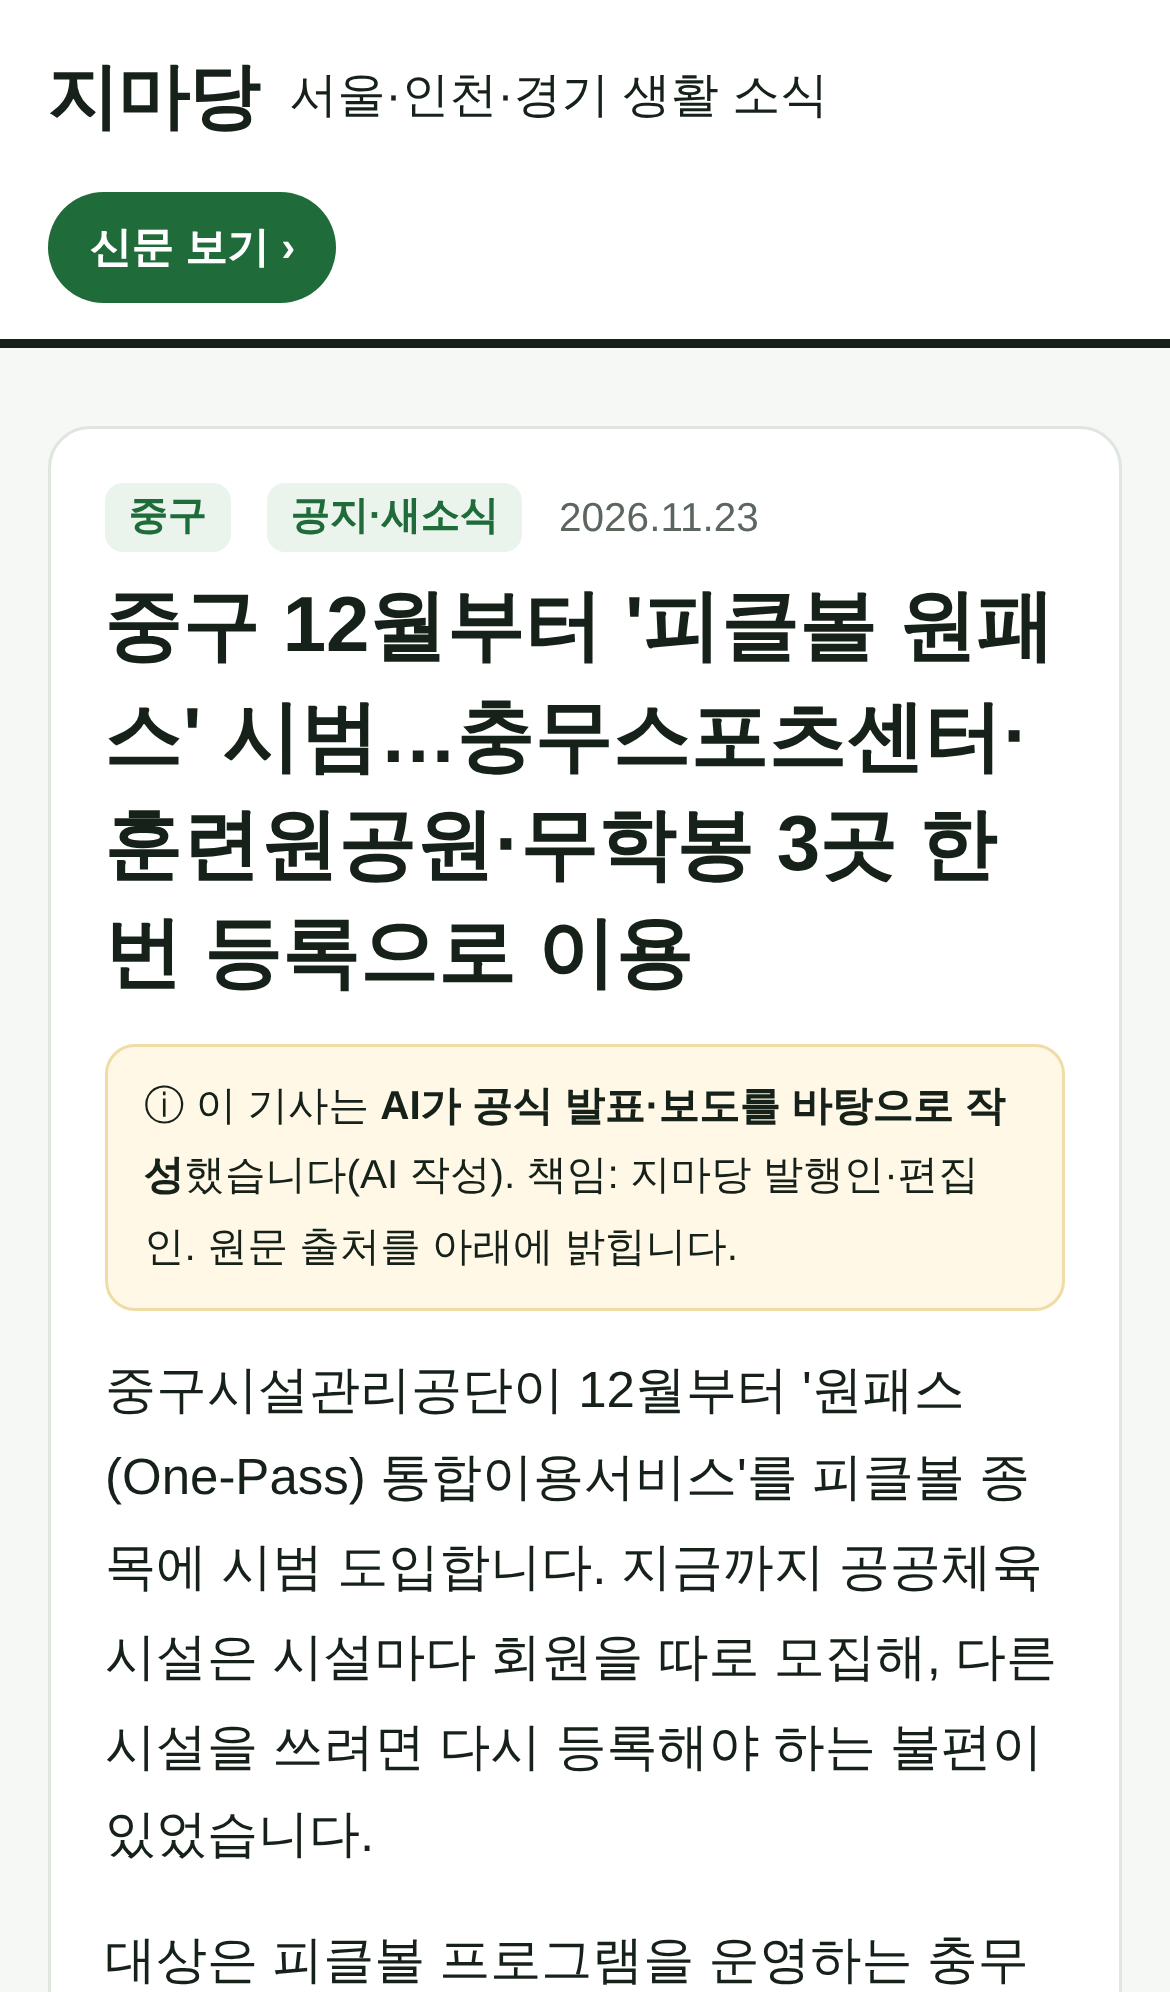 지마당 서울·인천·경기 생활 소식
신문 보기 ›
중구 공지·새소식 2026.11.23
중구 12월부터 '피클볼 원패
스' 시범…충무스포츠센터·
훈련원공원·무학봉 3곳 한
번 등록으로 이용
ⓘ 이 기사는 AI가 공식 발표·보도를 바탕으로 작
성했습니다(AI 작성). 책임: 지마당 발행인·편집
인. 원문 출처를 아래에 밝힙니다.
중구시설관리공단이 12월부터 '원패스
(One-Pass) 통합이용서비스'를 피클볼 종
목에 시범 도입합니다. 지금까지 공공체육
시설은 시설마다 회원을 따로 모집해, 다른
시설을 쓰려면 다시 등록해야 하는 불편이
있었습니다.
대상은 피클볼 프로그램을 운영하는 충무